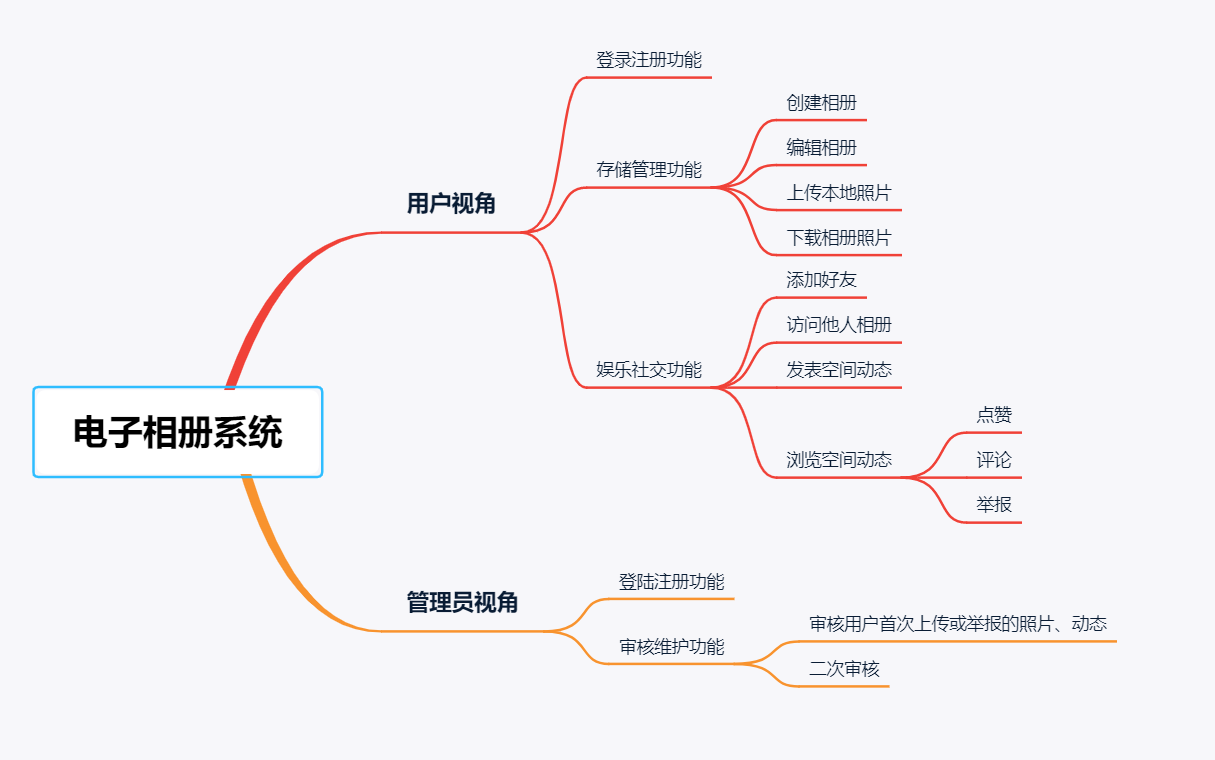 电子相册系统
用户视角
登录注册功能
存储管理功能
创建相册
编辑相册
上传本地照片
下载相册照片
娱乐社交功能
添加好友
访问他人相册
发表空间动态
浏览空间动态
点赞
评论
举报
管理员视角
登陆注册功能
审核维护功能
审核用户首次上传或举报的照片、动态
二次审核